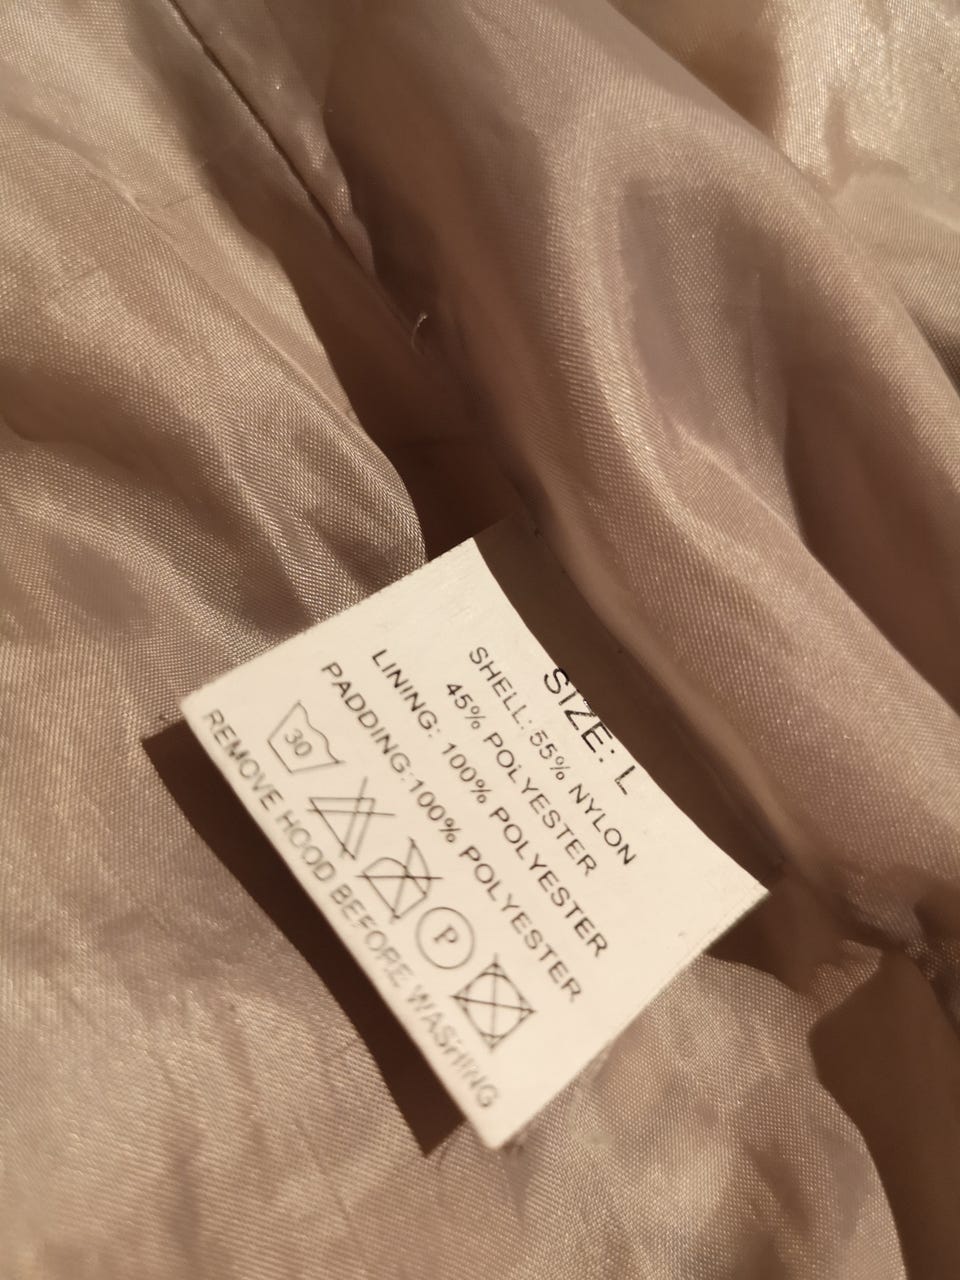 SIZE: L
SHELL: 55% NYLON
45% POLYESTER
LINING: 100% POLYESTER
PADDING:100% POLYESTER
30 P
REMOVE HOOD BEFORE WASHING